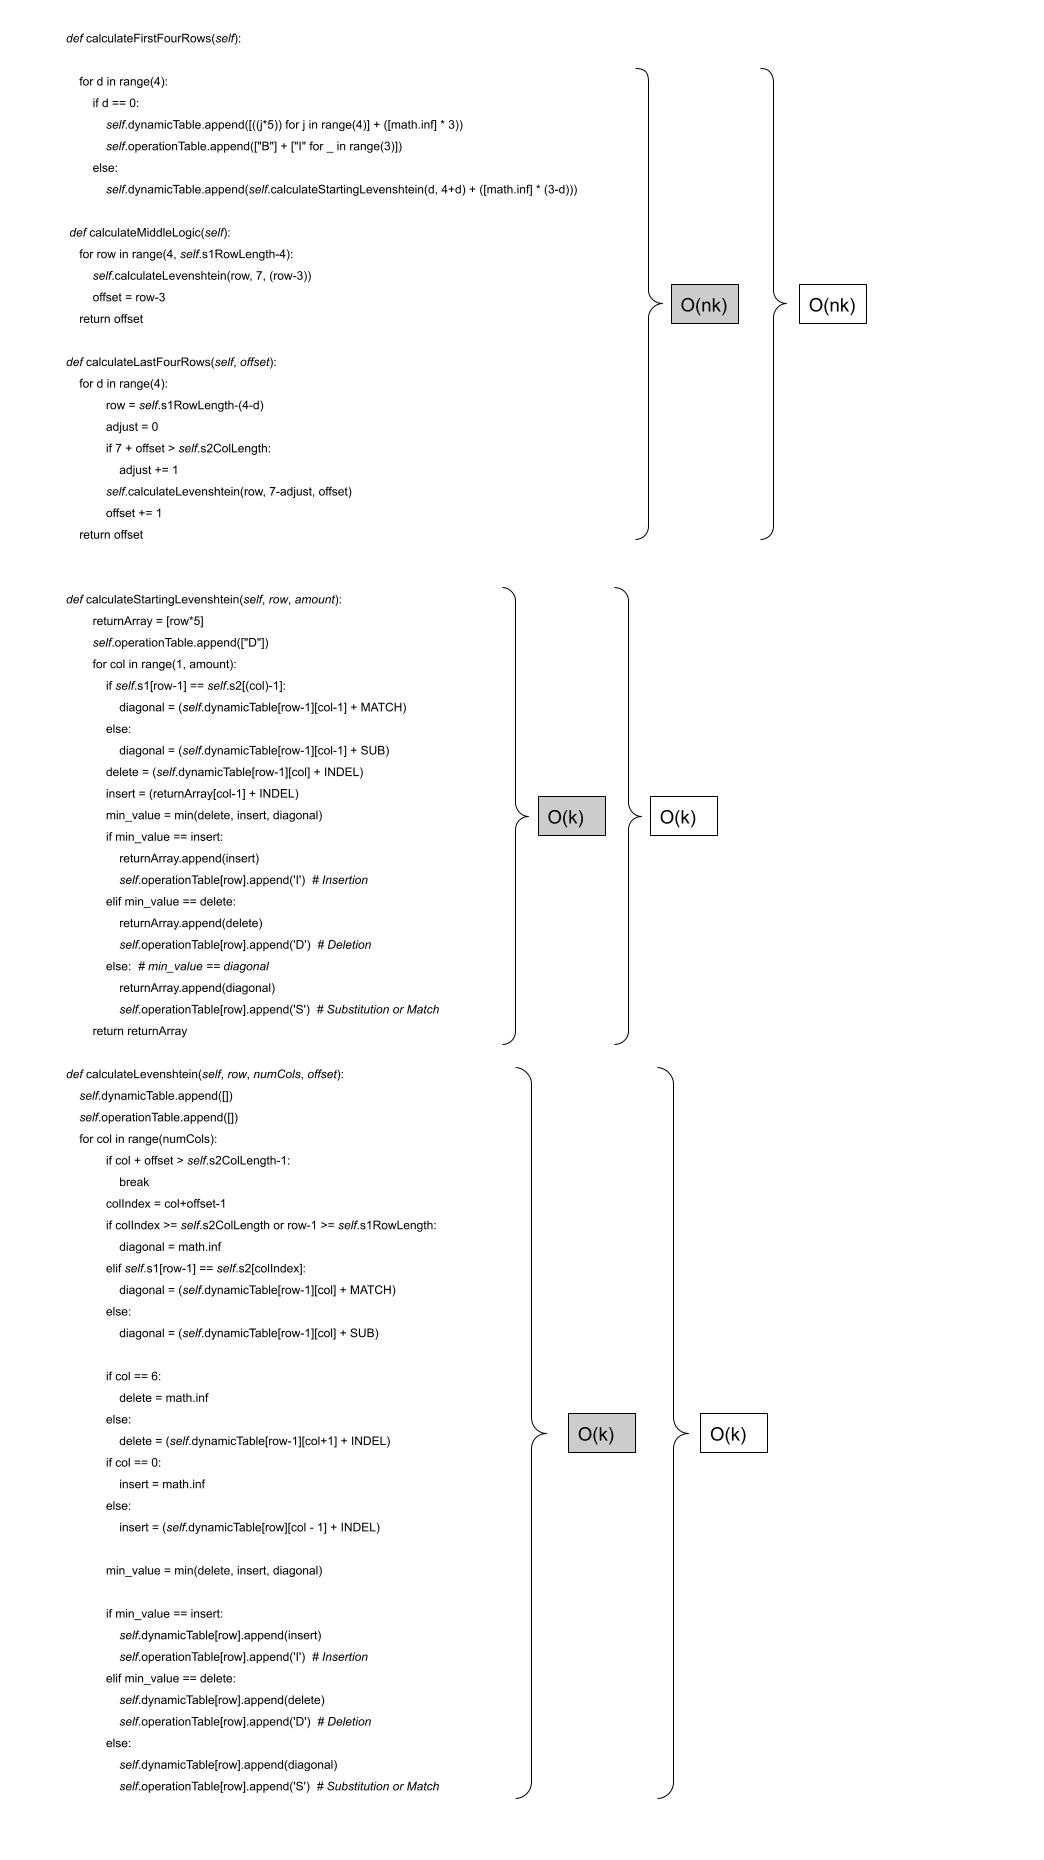 def calculateFirstFourRows(self):
for d in range(4):
if d == 0:
self.dynamicTable.append([((j*5)) for j in range(4)] + ([math.inf] * 3))
self.operationTable.append(["B"] + ["I" for _ in range(3)])
else:
self.dynamicTable.append(self.calculateStartingLevenshtein(d, 4+d) + ([math.inf] * (3-d)))
def calculateMiddleLogic(self):
for row in range(4, self.s1RowLength-4):
self.calculateLevenshtein(row, 7, (row-3))
offset = row-3
return offset
O(nk)
O(nk)
def calculateLastFourRows(self, offset):
for d in range(4):
row = self.s1RowLength-(4-d)
adjust = 0
if 7 + offset > self.s2ColLength:
adjust += 1
self.calculateLevenshtein(row, 7-adjust, offset)
offset += 1
return offset
def calculateStartingLevenshtein(self, row, amount):
returnArray = [row*5]
self.operationTable.append(["D"])
for col in range(1, amount):
if self.s1[row-1] == self.s2[(col)-1]:
diagonal = (self.dynamicTable[row-1][col-1] + MATCH)
else:
diagonal = (self.dynamicTable[row-1][col-1] + SUB)
delete = (self.dynamicTable[row-1][col] + INDEL)
insert = (returnArray[col-1] + INDEL)
min_value = min(delete, insert, diagonal)
if min_value == insert:
returnArray.append(insert)
self.operationTable[row].append('I')  # Insertion
elif min_value == delete:
returnArray.append(delete)
self.operationTable[row].append('D')  # Deletion
else:  # min_value == diagonal
returnArray.append(diagonal)
self.operationTable[row].append('S')  # Substitution or Match
return returnArray
O(k)
O(k)
def calculateLevenshtein(self, row, numCols, offset):
self.dynamicTable.append([])
self.operationTable.append([])
for col in range(numCols):
if col + offset > self.s2ColLength-1:
break
colIndex = col+offset-1
if colIndex >= self.s2ColLength or row-1 >= self.s1RowLength:
diagonal = math.inf
elif self.s1[row-1] == self.s2[colIndex]:
diagonal = (self.dynamicTable[row-1][col] + MATCH)
else:
diagonal = (self.dynamicTable[row-1][col] + SUB)
if col == 6:
delete = math.inf
else:
delete = (self.dynamicTable[row-1][col+1] + INDEL)
if col == 0:
insert = math.inf
else:
insert = (self.dynamicTable[row][col - 1] + INDEL)
min_value = min(delete, insert, diagonal)
if min_value == insert:
self.dynamicTable[row].append(insert)
self.operationTable[row].append('I')  # Insertion
elif min_value == delete:
self.dynamicTable[row].append(delete)
self.operationTable[row].append('D')  # Deletion
else:
self.dynamicTable[row].append(diagonal)
self.operationTable[row].append('S')  # Substitution or Match
O(k)
O(k)